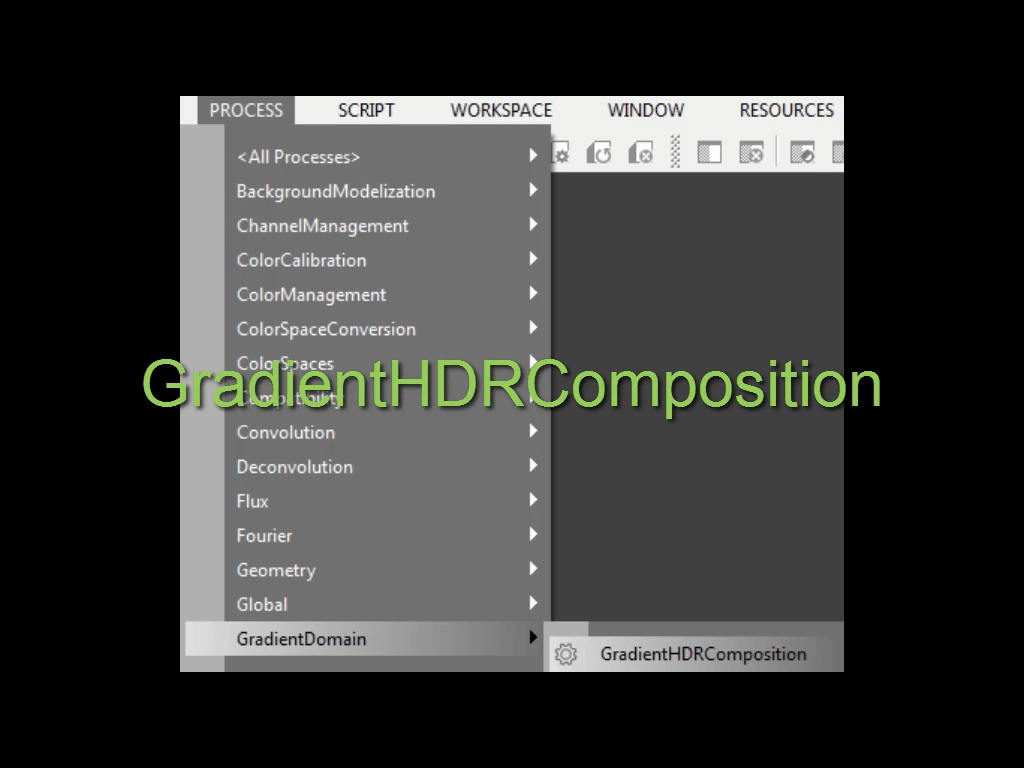 PROCESS SCRIPT WORKSPACE WINDOW RESOURCES
<All Processes>
BackgroundModelization
ChannelManagement
ColorCalibration
ColorManagement
ColorSpaceConversion
ColorSpaces
GradientHDRComposition
Compatibility
Convolution
Deconvolution
Flux
Fourier
Geometry
Global
GradientDomain
GradientHDRComposition